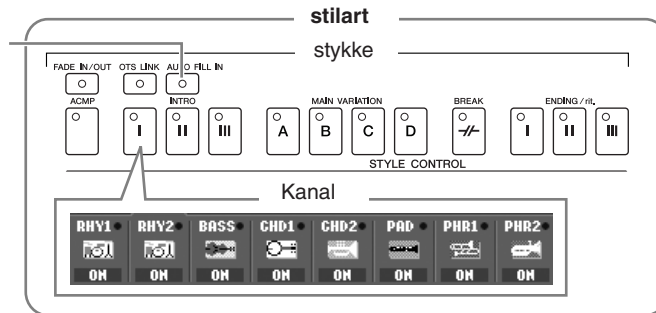 stilart
stykke
FADE IN/OUT OTS LINK AUTO FILL IN
ACMP INTRO MAIN VARIATION BREAK ENDING / rit.
I II III A B C D I II III
STYLE CONTROL
Kanal
RHY1 RHY2 BASS CHD1 CHD2 PAD PHR1 PHR2
ON ON ON ON ON ON ON ON